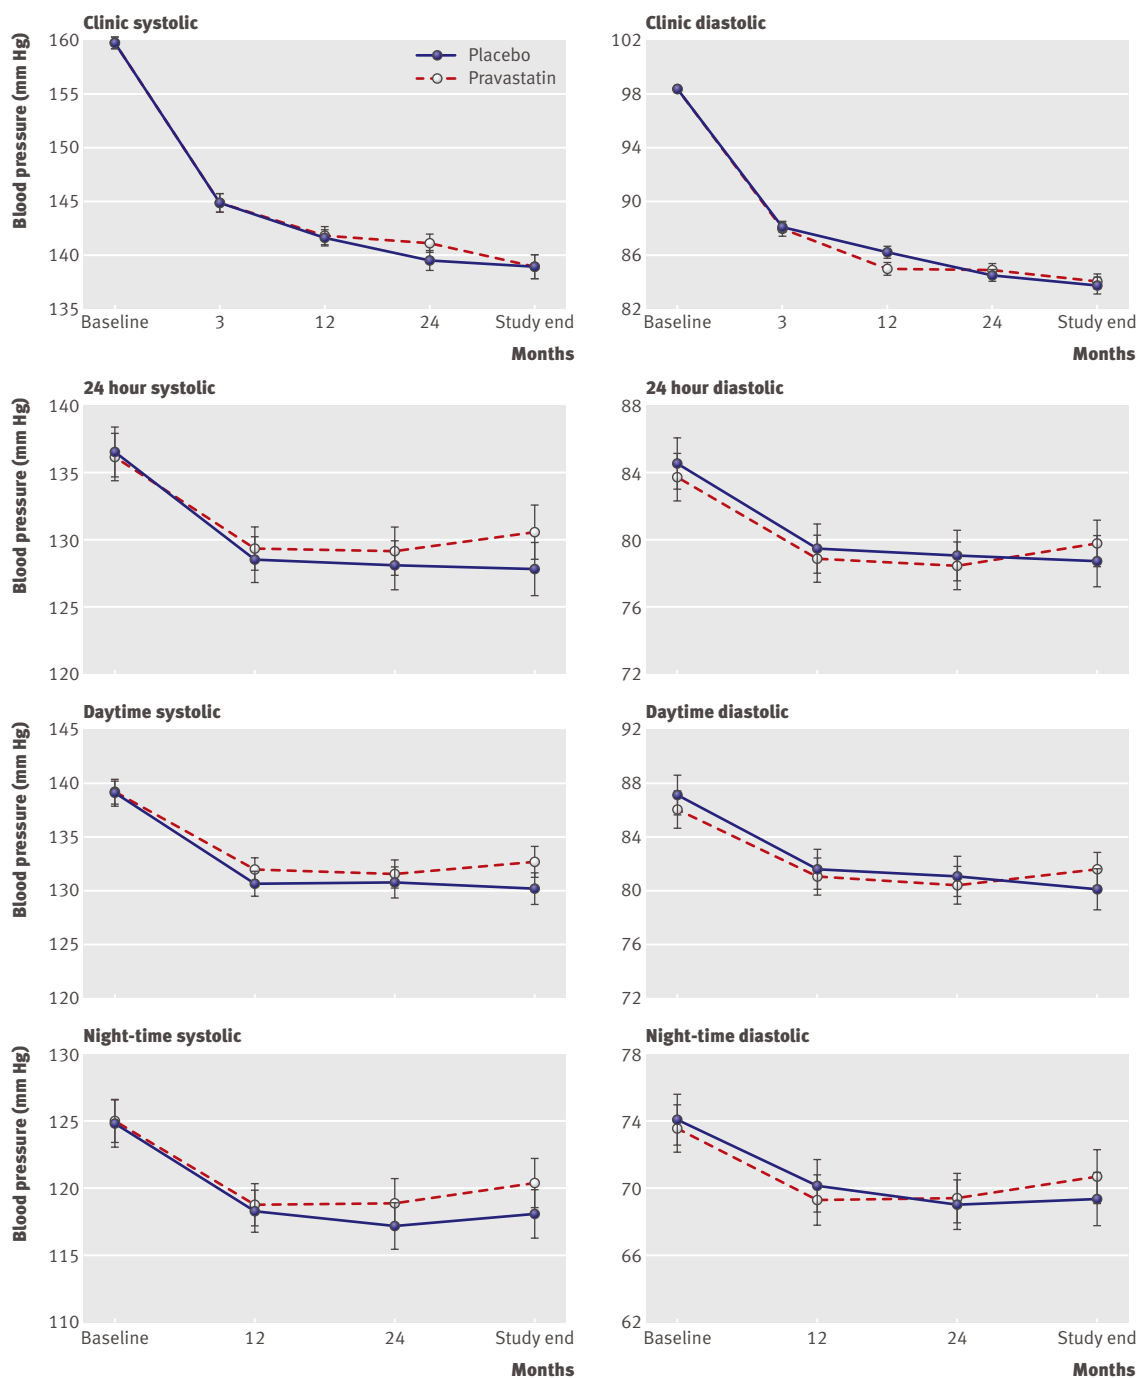 Clinic systolic
Blood pressure (mm Hg)
160
155
150
145
140
135
Placebo
Pravastatin
Baseline 3 12 24 Study end
Months
Clinic diastolic
102
98
94
90
86
82
Baseline 3 12 24 Study end
Months
24 hour systolic
Blood pressure (mm Hg)
140
135
130
125
120
24 hour diastolic
88
84
80
76
72
Daytime systolic
Blood pressure (mm Hg)
145
140
135
130
125
120
Daytime diastolic
92
88
84
80
76
72
Night-time systolic
Blood pressure (mm Hg)
130
125
120
115
110
Baseline 12 24 Study end
Months
Night-time diastolic
78
74
70
66
62
Baseline 12 24 Study end
Months